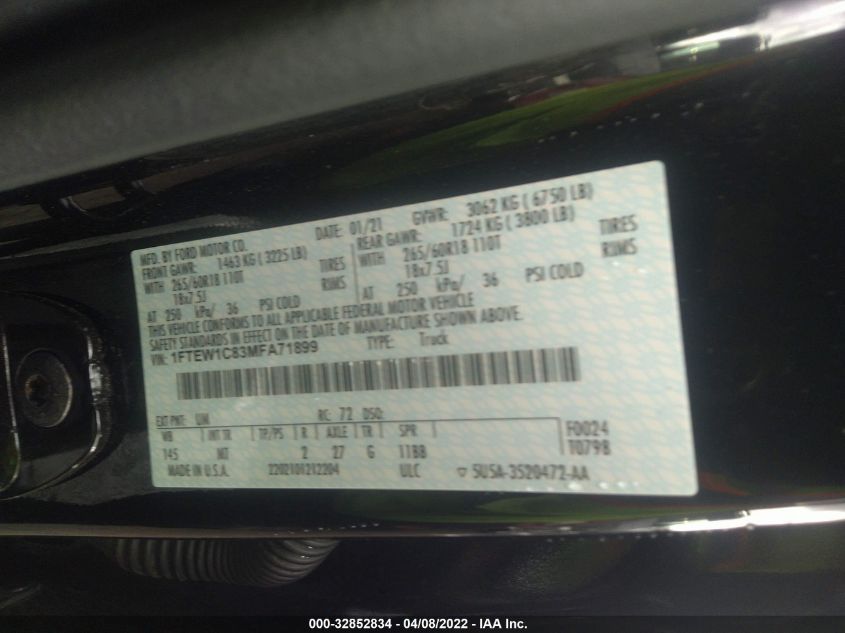 MFD. BY FORD MOTOR CO. DATE: 01/21 GVWR: 3062 KG ( 6750 LB)
FRONT GAWR: 1463 KG ( 3225 LB) REAR GAWR: 1724 KG ( 3800 LB)
WITH 265/60R18 110T TIRES WITH 265/60R18 110T TIRES
18x7.5J RIMS 18x7.5J RIMS
AT 250 kPa/ 36 PSI COLD AT 250 kPa/ 36 PSI COLD
THIS VEHICLE CONFORMS TO ALL APPLICABLE FEDERAL MOTOR VEHICLE
SAFETY STANDARDS IN EFFECT ON THE DATE OF MANUFACTURE SHOWN ABOVE.
VIN: 1FTEW1C83MFA71899 TYPE: Truck
EXT PNT: UM RC: 72 DSO:
WB INT TR TP/PS R AXLE TR SPR F0024
145 MT 2 27 G 11BB T0798
MADE IN U.S.A. 2202101212204 ULC 5U5A-3520472-AA
000-32852834 - 04/08/2022 - IAA Inc.